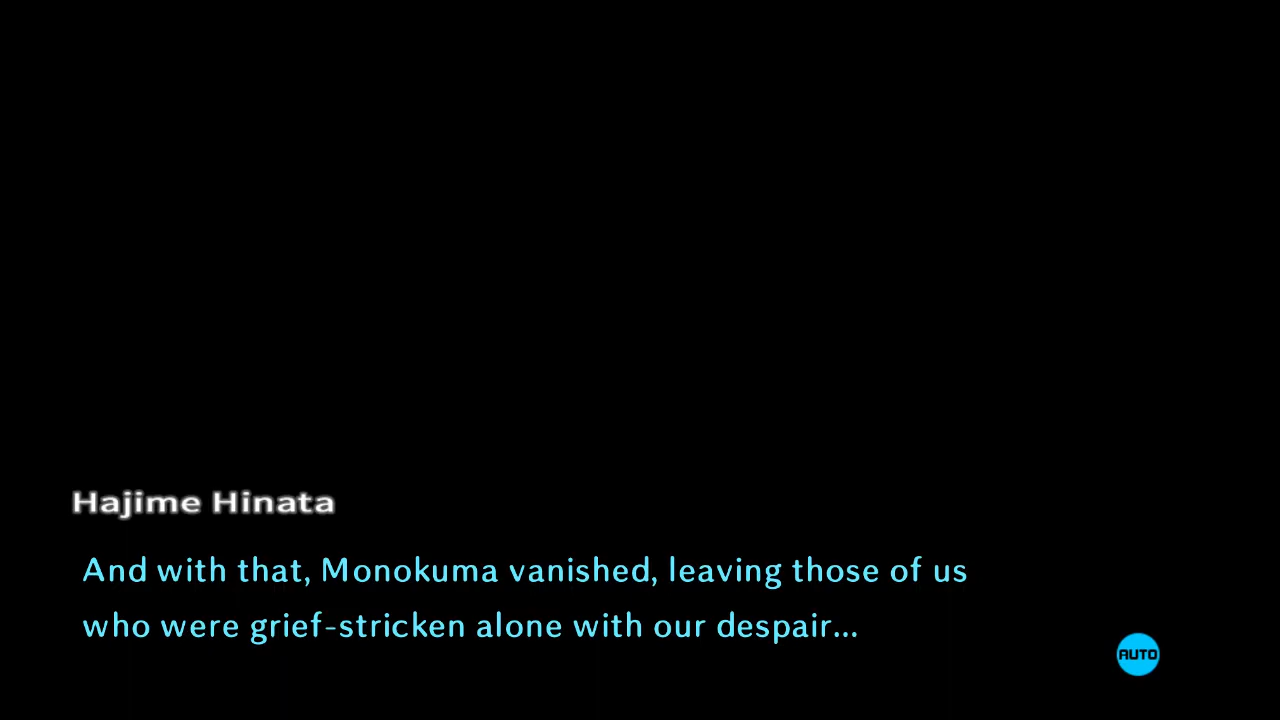 Hajime Hinata
And with that, Monokuma vanished, leaving those of us
who were grief-stricken alone with our despair...
AUTO